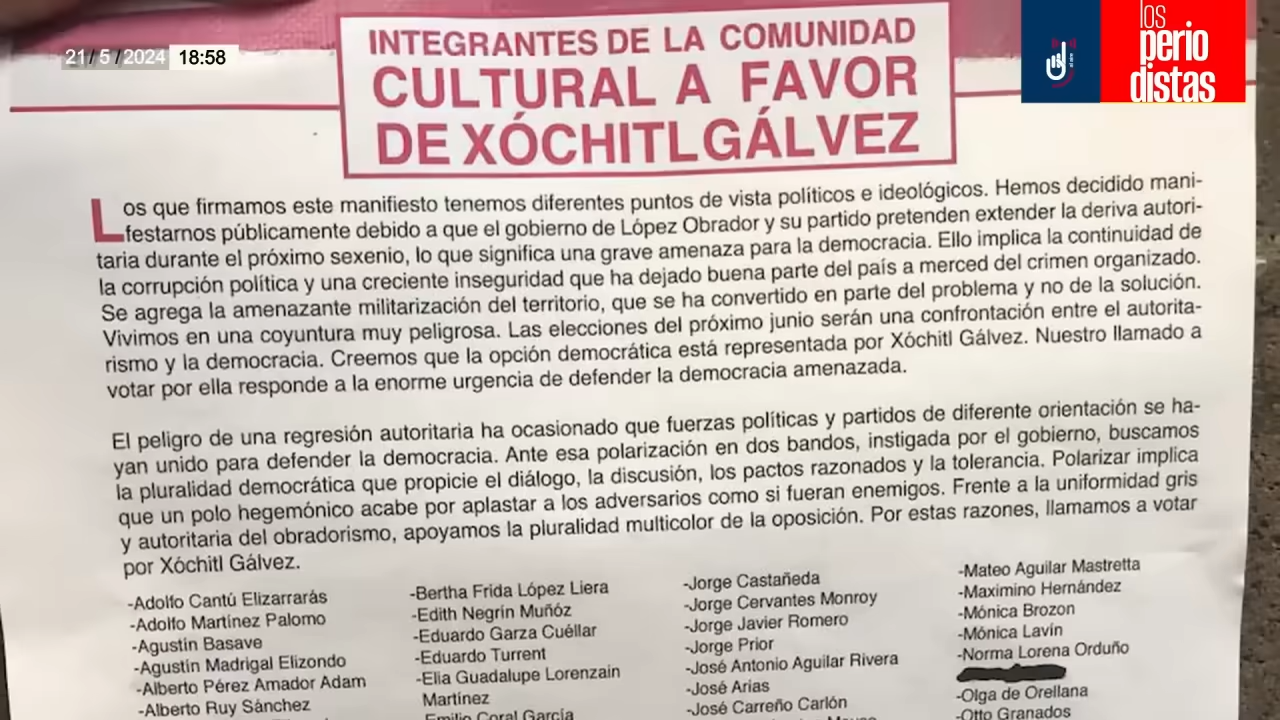 21/5/2024 18:58
los
perio
distas
INTEGRANTES DE LA COMUNIDAD
CULTURAL A FAVOR
DE XÓCHITL GÁLVEZ
Los que firmamos este manifiesto tenemos diferentes puntos de vista políticos e ideológicos. Hemos decidido mani-
festarnos públicamente debido a que el gobierno de López Obrador y su partido pretenden extender la deriva autori-
taria durante el próximo sexenio, lo que significa una grave amenaza para la democracia. Ello implica la continuidad de
la corrupción política y una creciente inseguridad que ha dejado buena parte del país a merced del crimen organizado.
Se agrega la amenazante militarización del territorio, que se ha convertido en parte del problema y no de la solución.
Vivimos en una coyuntura muy peligrosa. Las elecciones del próximo junio serán una confrontación entre el autorita-
rismo y la democracia. Creemos que la opción democrática está representada por Xóchitl Gálvez. Nuestro llamado a
votar por ella responde a la enorme urgencia de defender la democracia amenazada.
El peligro de una regresión autoritaria ha ocasionado que fuerzas políticas y partidos de diferente orientación se ha-
yan unido para defender la democracia. Ante esa polarización en dos bandos, instigada por el gobierno, buscamos
la pluralidad democrática que propicie el diálogo, la discusión, los pactos razonados y la tolerancia. Polarizar implica
que un polo hegemónico acabe por aplastar a los adversarios como si fueran enemigos. Frente a la uniformidad gris
y autoritaria del obradorismo, apoyamos la pluralidad multicolor de la oposición. Por estas razones, llamamos a votar
por Xóchitl Gálvez.
-Adolfo Cantú Elizarrarás
-Adolfo Martínez Palomo
-Agustín Basave
-Agustín Madrigal Elizondo
-Alberto Pérez Amador Adam
-Alberto Ruy Sánchez
-Bertha Frida López Liera
-Edith Negrín Muñóz
-Eduardo Garza Cuéllar
-Eduardo Turrent
-Elia Guadalupe Lorenzain
Martínez
-Emilio Coral García
-Jorge Castañeda
-Jorge Cervantes Monroy
-Jorge Javier Romero
-Jorge Prior
-José Antonio Aguilar Rivera
-José Arias
-José Carreño Carlón
-Mateo Aguilar Mastretta
-Maximino Hernández
-Mónica Brozon
-Mónica Lavín
-Norma Lorena Orduño
-Olga de Orellana
-Otto Granados